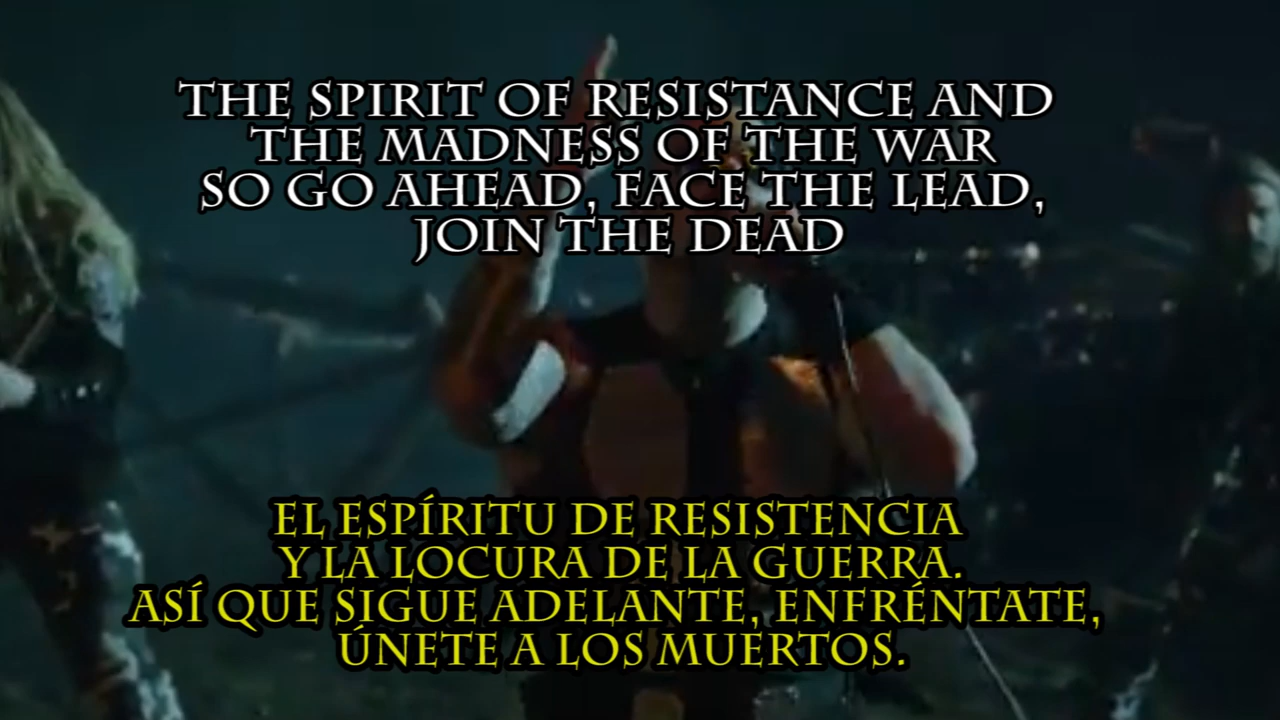 THE SPIRIT OF RESISTANCE AND
THE MADNESS OF THE WAR
SO GO AHEAD, FACE THE LEAD,
JOIN THE DEAD
EL ESPÍRITU DE RESISTENCIA
Y LA LOCURA DE LA GUERRA.
ASÍ QUE SIGUE ADELANTE, ENFRÉNTATE,
ÚNETE A LOS MUERTOS.